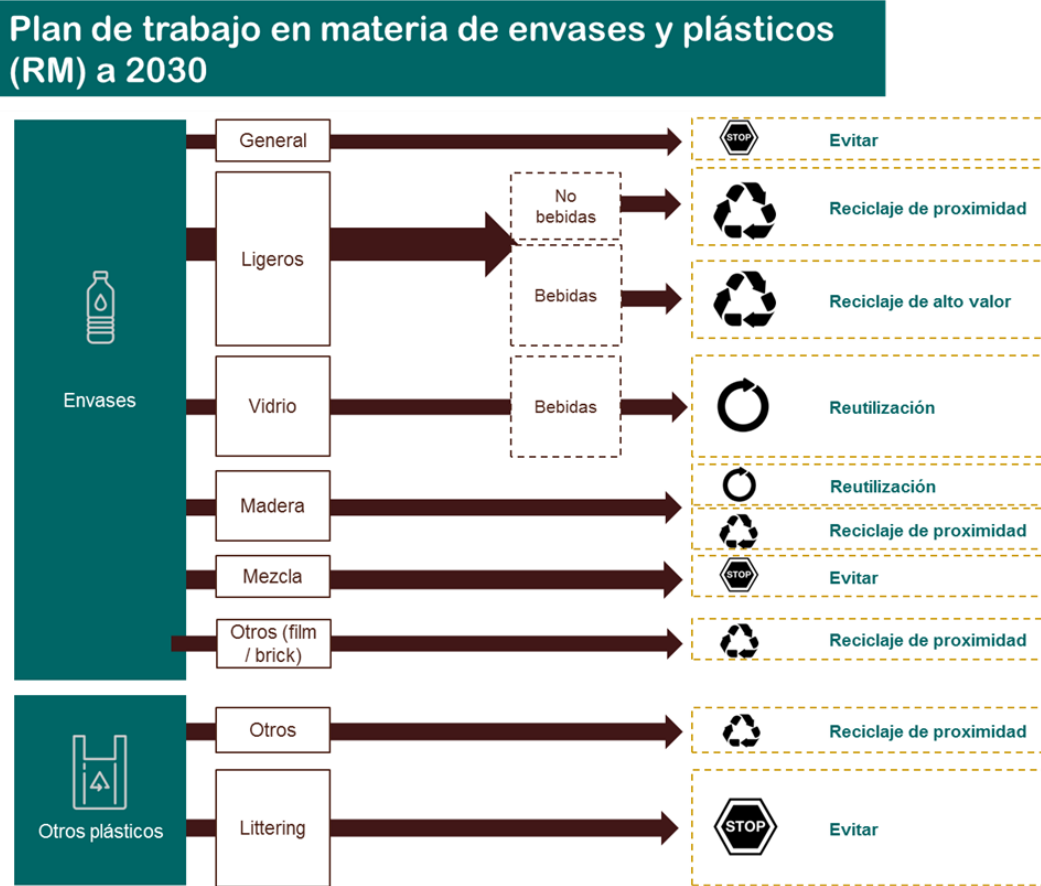 Plan de trabajo en materia de envases y plásticos
(RM) a 2030
Envases
General
STOP
Evitar
Ligeros
No
bebidas
Reciclaje de proximidad
Bebidas
Reciclaje de alto valor
Vidrio
Bebidas
Reutilización
Madera
Reutilización
Reciclaje de proximidad
Mezcla
STOP
Evitar
Otros (film
/ brick)
Reciclaje de proximidad
Otros plásticos
Otros
Reciclaje de proximidad
Littering
STOP
Evitar